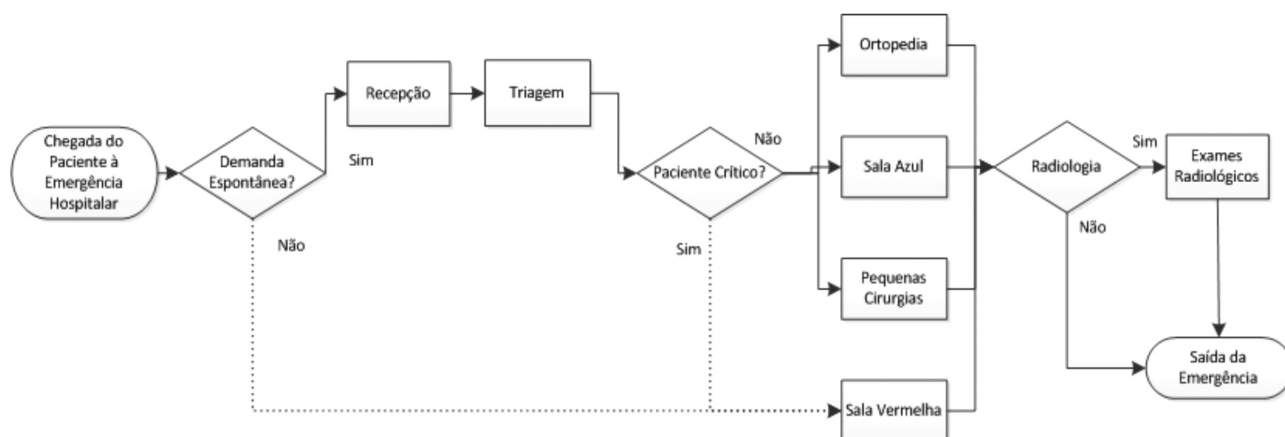 Chegada do
Paciente à
Emergência
Hospitalar
Demanda
Espontânea?
Sim
Não
Recepção
Triagem
Paciente Crítico?
Não
Sim
Ortopedia
Sala Azul
Pequenas
Cirurgias
Sala Vermelha
Radiologia
Sim
Não
Exames
Radiológicos
Saída da
Emergência